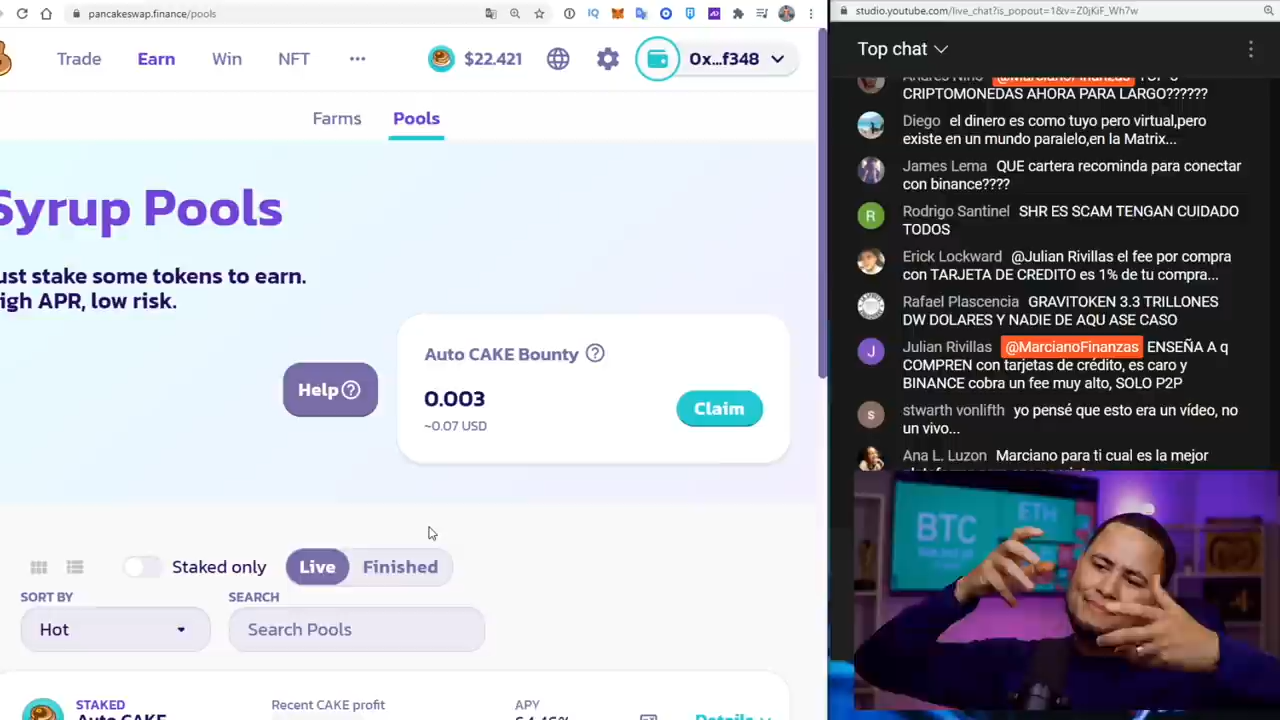 pancakeswap.finance/pools
Trade
Earn
Win
NFT
$22.421
0x...f348
Farms
Pools
Syrup Pools
ust stake some tokens to earn.
igh APR, low risk.
Help
Auto CAKE Bounty
0.003
~0.07 USD
Claim
Staked only
Live
Finished
SORT BY
SEARCH
Hot
Search Pools
STAKED
Auto CAKE
Recent CAKE profit
APY
Details
studio.youtube.com/live_chat?is_popout=1&v=Z0jKiF_Wh7w
Top chat
Andres Nino @MarcianoFinanzas TOP 5
CRIPTOMONEDAS AHORA PARA LARGO??????
Diego el dinero es como tuyo pero virtual,pero
existe en un mundo paralelo,en la Matrix...
James Lema QUE cartera recominda para conectar
con binance????
R
Rodrigo Santinel SHR ES SCAM TENGAN CUIDADO
TODOS
Erick Lockward @Julian Rivillas el fee por compra
con TARJETA DE CREDITO es 1% de tu compra...
Rafael Plascencia GRAVITOKEN 3.3 TRILLONES
DW DOLARES Y NADIE DE AQU ASE CASO
J
Julian Rivillas @MarcianoFinanzas ENSEÑA A q
COMPREN con tarjetas de crédito, es caro y
BINANCE cobra un fee muy alto, SOLO P2P
s
stwarth vonlifth yo pensé que esto era un vídeo, no
un vivo...
Ana L. Luzon Marciano para ti cual es la mejor
BTC
ETH